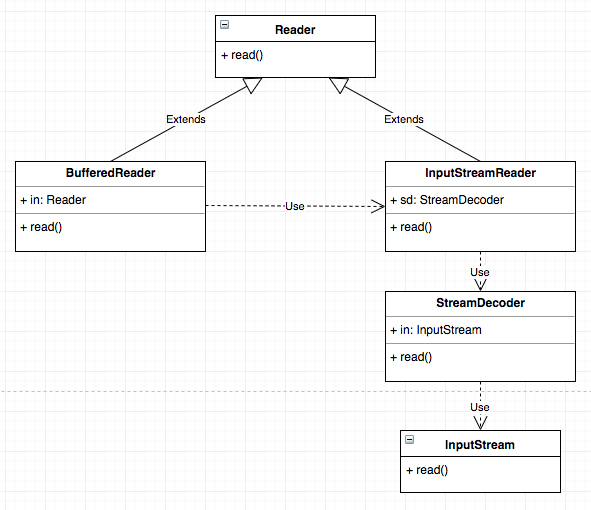 Reader
+ read()
Extends
Extends
BufferedReader
+ in: Reader
+ read()
Use
InputStreamReader
+ sd: StreamDecoder
+ read()
Use
StreamDecoder
+ in: InputStream
+ read()
Use
InputStream
+ read()